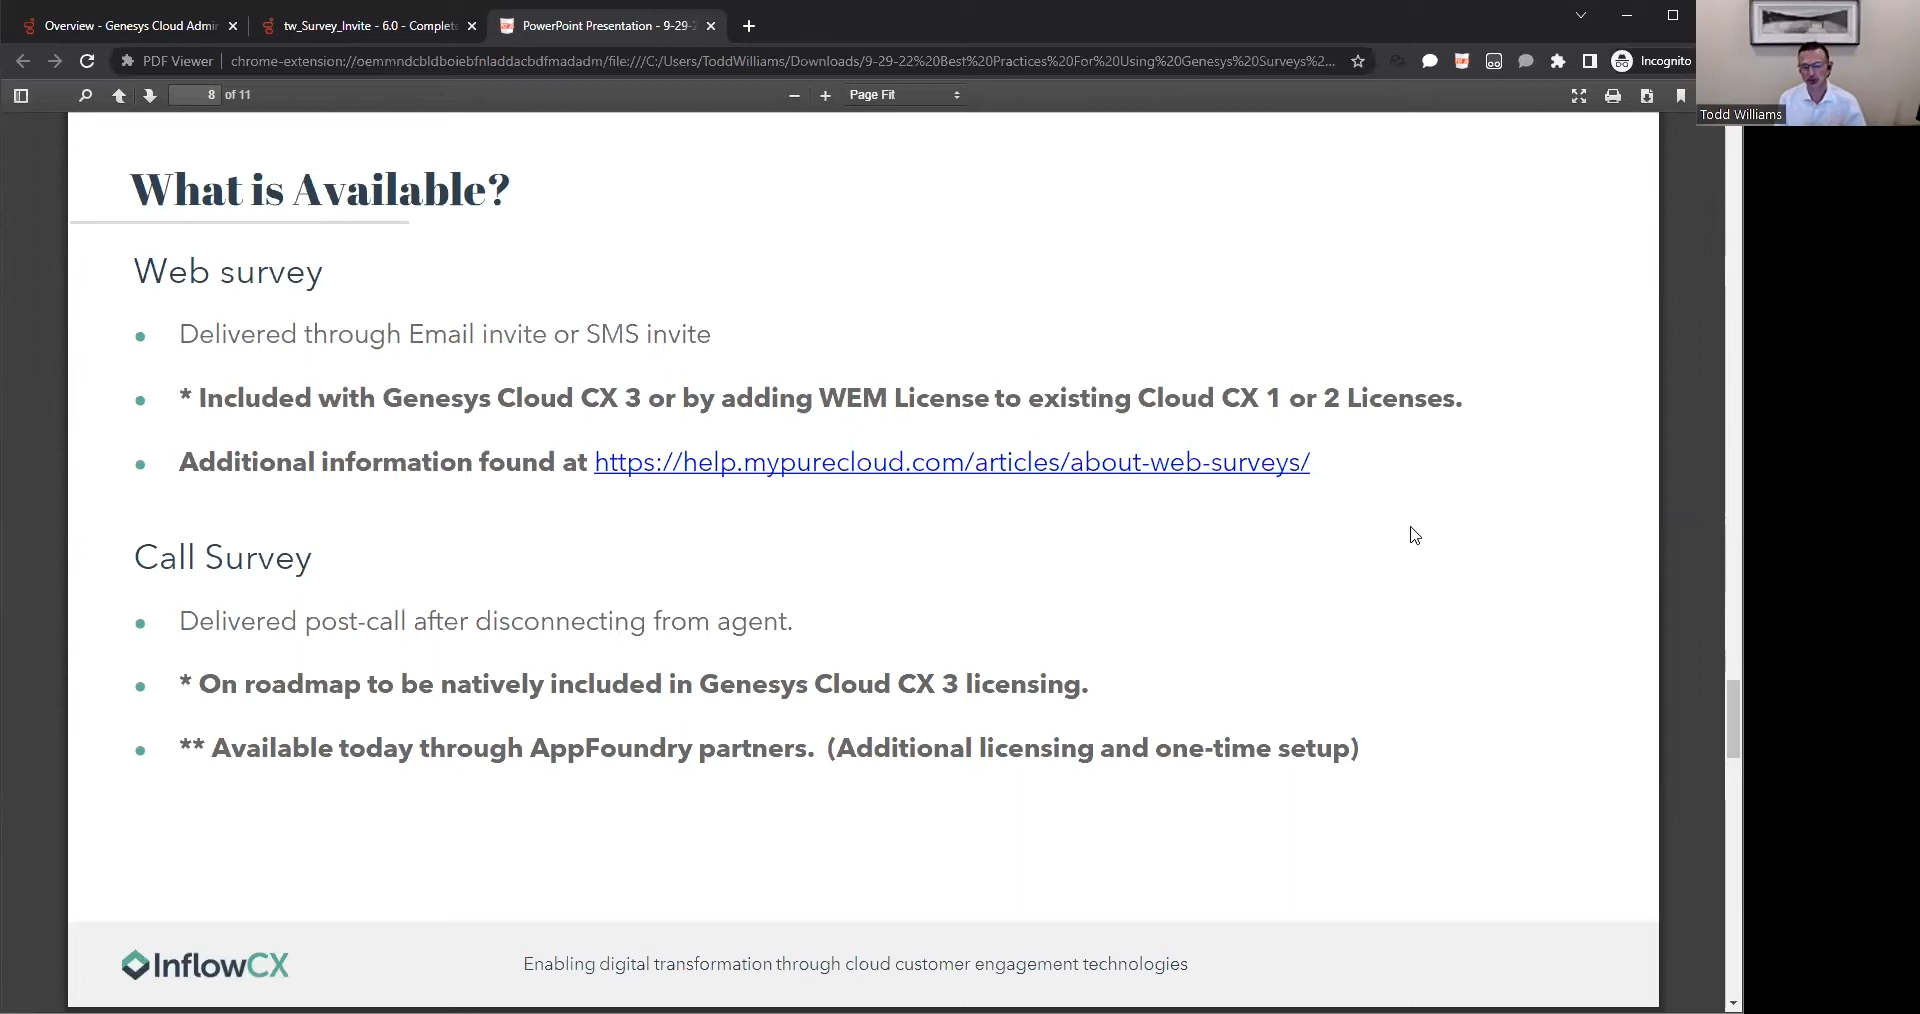 Overview - Genesys Cloud Admin
tw_Survey_Invite - 6.0 - Complete
PowerPoint Presentation - 9-29-2
PDF Viewer
chrome-extension://oemmndcbldboiebfnladdacbdfmadadm/file:///C:/Users/ToddWilliams/Downloads/9-29-22%20Best%20Practices%20For%20Using%20Genesys%20Surveys%2...
Incognito
8 of 11
Page Fit
Todd Williams
What is Available?
Web survey
• Delivered through Email invite or SMS invite
• * Included with Genesys Cloud CX 3 or by adding WEM License to existing Cloud CX 1 or 2 Licenses.
• Additional information found at https://help.mypurecloud.com/articles/about-web-surveys/
Call Survey
• Delivered post-call after disconnecting from agent.
• * On roadmap to be natively included in Genesys Cloud CX 3 licensing.
• ** Available today through AppFoundry partners. (Additional licensing and one-time setup)
InflowCX
Enabling digital transformation through cloud customer engagement technologies